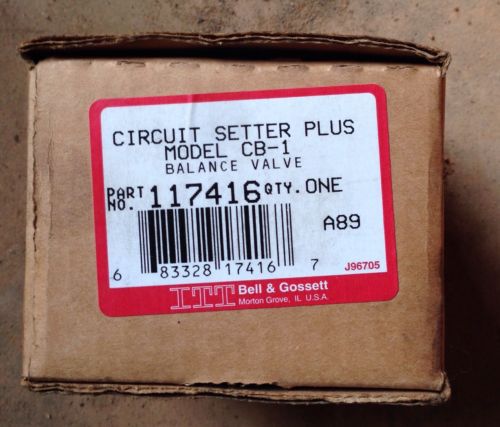 CIRCUIT SETTER PLUS
MODEL CB-1
BALANCE VALVE
PART NO. 117416 QTY. ONE
A89
6 83328 17416 7
J96705
ITT Bell & Gossett
Morton Grove, IL U.S.A.